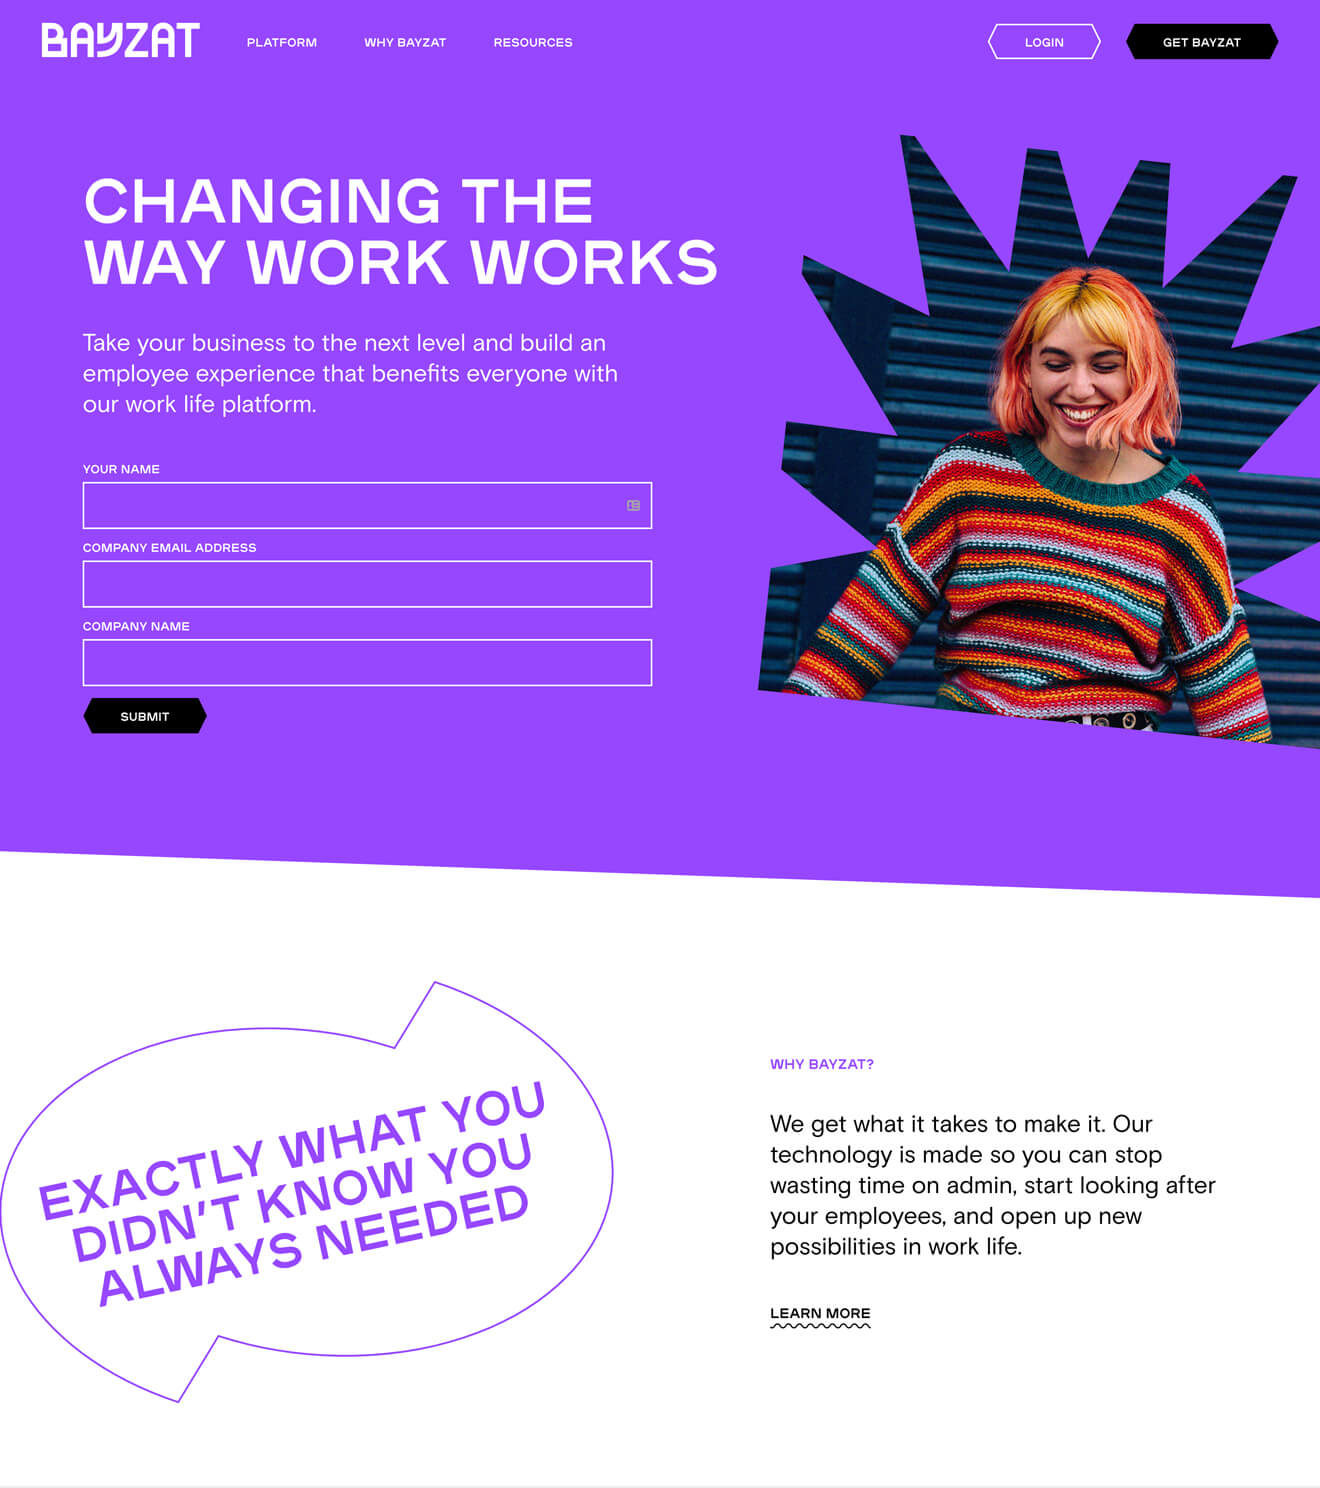 BAYZAT
PLATFORM
WHY BAYZAT
RESOURCES
LOGIN
GET BAYZAT
CHANGING THE
WAY WORK WORKS
Take your business to the next level and build an
employee experience that benefits everyone with
our work life platform.
YOUR NAME
COMPANY EMAIL ADDRESS
COMPANY NAME
SUBMIT
EXACTLY WHAT YOU
DIDN'T KNOW YOU
ALWAYS NEEDED
WHY BAYZAT?
We get what it takes to make it. Our
technology is made so you can stop
wasting time on admin, start looking after
your employees, and open up new
possibilities in work life.
LEARN MORE